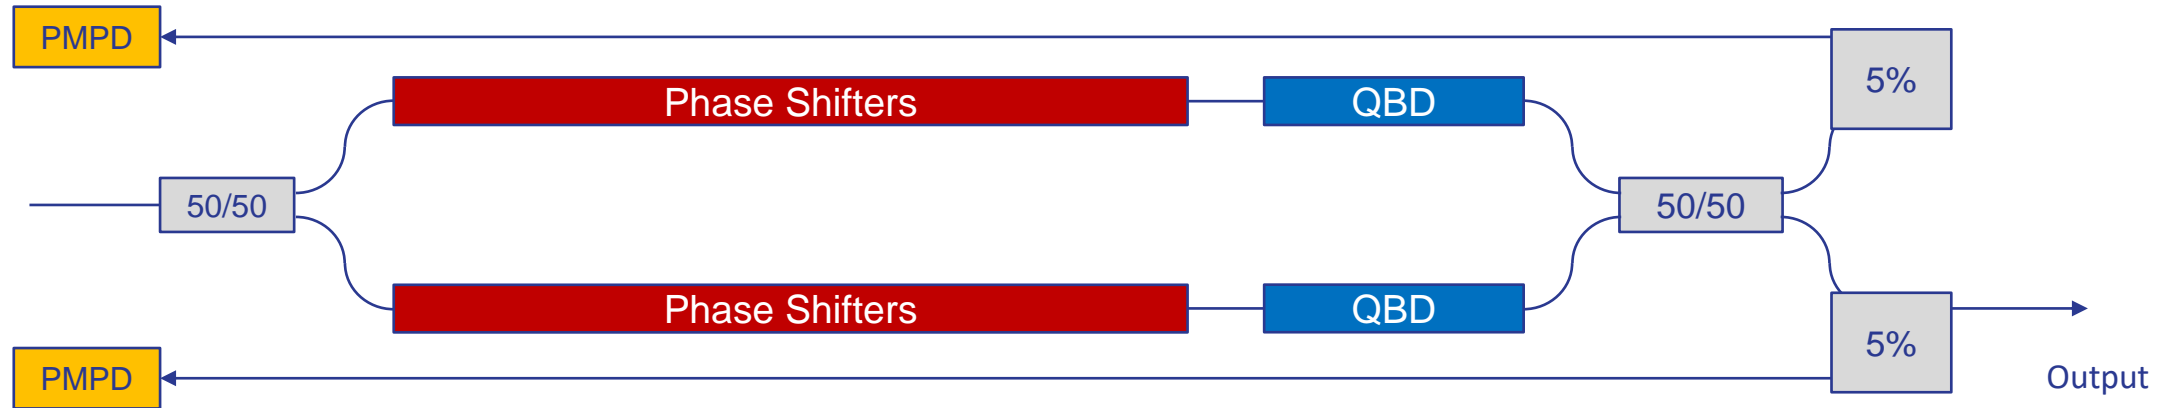 PMPD
5%
Phase Shifters
QBD
50/50
50/50
Phase Shifters
QBD
5%
PMPD
Output